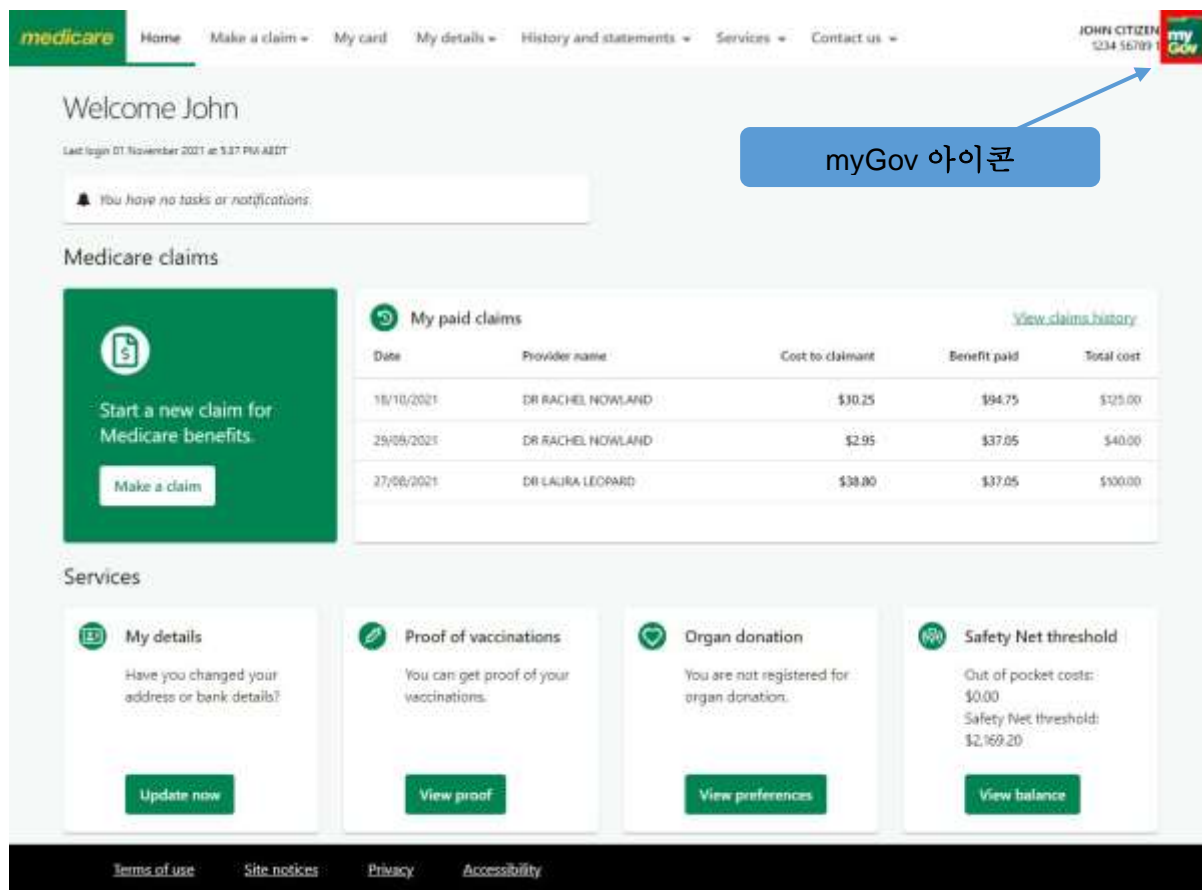 medicare Home Make a claim My card My details History and statements Services Contact us JOHN CITIZEN
1234 56789 1
my
Gov
Welcome John
Last login 01 November 2021 at 5:37 PM AEDT
myGov 아이콘
You have no tasks or notifications.
Medicare claims
My paid claims View claims history
Date Provider name Cost to claimant Benefit paid Total cost
18/10/2021 DR RACHEL NOWLAND $30.25 $94.75 $125.00
29/09/2021 DR RACHEL NOWLAND $2.95 $37.05 $40.00
27/08/2021 DR LAURA LEOPARD $38.80 $37.05 $100.00
Start a new claim for
Medicare benefits.
Make a claim
Services
My details
Have you changed your
address or bank details?
Update now
Proof of vaccinations
You can get proof of your
vaccinations.
View proof
Organ donation
You are not registered for
organ donation.
View preferences
Safety Net threshold
Out of pocket costs:
$0.00
Safety Net threshold:
$2,169.20
View balance
Terms of use Site notices Privacy Accessibility